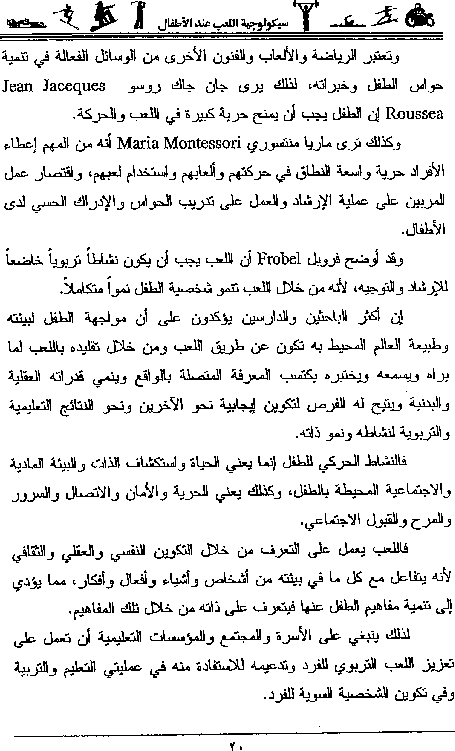 سيكولوجية اللعب عند الأطفال
وتعتبر الرياضة والألعاب والفنون الأخرى من الوسائل الفعالة في تنمية
حواس الطفل وخبراته، لذلك يرى جان جاك روسو Jean Jaceques
Roussea إن الطفل يجب أن يمنح حرية كبيرة في اللعب والحركة.
وكذلك ترى ماريا منتسوري Maria Montessori أنه من المهم إعطاء
الأفراد حرية واسعة النطاق في حركتهم وألعابهم واستخدام لعبهم، واقتصار عمل
المربين على عملية الإرشاد والعمل على تدريب الحواس والإدراك الحسي لدى
الأطفال.
وقد أوضح فروبل Frobel أن اللعب يجب أن يكون نشاطاً تربوياً خاضعاً
للإرشاد والتوجيه، لأنه من خلال اللعب تنمو شخصية الطفل نمواً متكاملاً.
إن أكثر الباحثين والدارسين يؤكدون على أن مواجهة الطفل لبيئته
وطبيعة العالم المحيط به تكون عن طريق اللعب ومن خلال تقليده باللعب لما
يراه ويسمعه ويختبره يكتسب المعرفة المتصلة بالواقع وينمي قدراته العقلية
والبدنية ويتيح له الفرص لتكوين إيجابية نحو الآخرين ونحو النتائج التعليمية
والتربوية لنشاطه ونمو ذاته.
فالنشاط الحركي للطفل إنما يعني الحياة واستكشاف الذات والبيئة المادية
والاجتماعية المحيطة بالطفل، وكذلك يعني الحرية والأمان والاتصال والسرور
والمرح والقبول الاجتماعي.
فاللعب يعمل على التعرف من خلال التكوين النفسي والعقلي والثقافي
لأنه يتفاعل مع كل ما في بيئته من أشخاص وأشياء وأفعال وأفكار، مما يؤدي
إلى تنمية مفاهيم الطفل عنها فيتعرف على ذاته من خلال تلك المفاهيم.
لذلك ينبغي على الأسرة والمجتمع والمؤسسات التعليمية أن تعمل على
تعزيز اللعب التربوي للفرد وتدعيمه للاستفادة منه في عمليتي التعليم والتربية
وفي تكوين الشخصية السوية للفرد.
٢٠